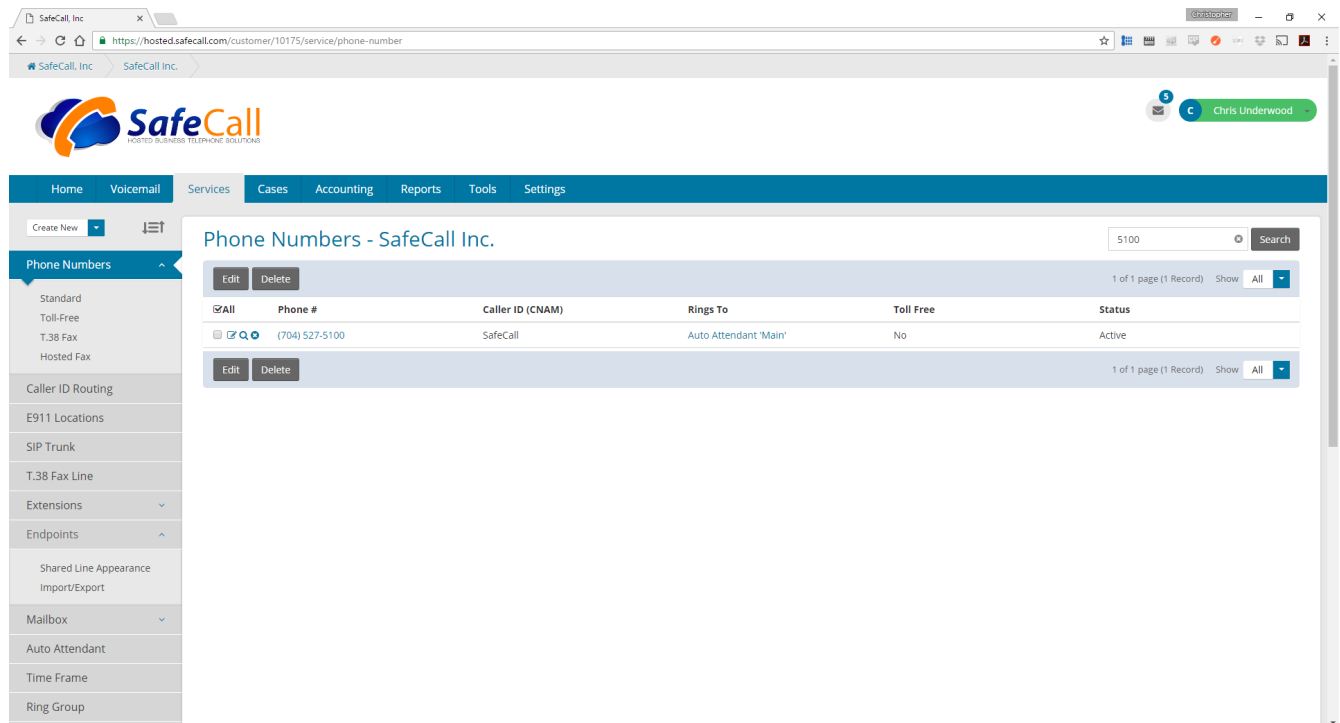 SafeCall, Inc
Christopher
https://hosted.safecall.com/customer/10175/service/phone-number
SafeCall, Inc SafeCall Inc.
SafeCall
HOSTED BUSINESS TELEPHONE SOLUTIONS
5
C Chris Underwood
Home Voicemail Services Cases Accounting Reports Tools Settings
Create New
Phone Numbers - SafeCall Inc.
5100 Search
Phone Numbers
Edit Delete 1 of 1 page (1 Record) Show All
Standard
Toll-Free
T.38 Fax
Hosted Fax
All Phone # Caller ID (CNAM) Rings To Toll Free Status
(704) 527-5100 SafeCall Auto Attendant 'Main' No Active
Edit Delete 1 of 1 page (1 Record) Show All
Caller ID Routing
E911 Locations
SIP Trunk
T.38 Fax Line
Extensions
Endpoints
Shared Line Appearance
Import/Export
Mailbox
Auto Attendant
Time Frame
Ring Group